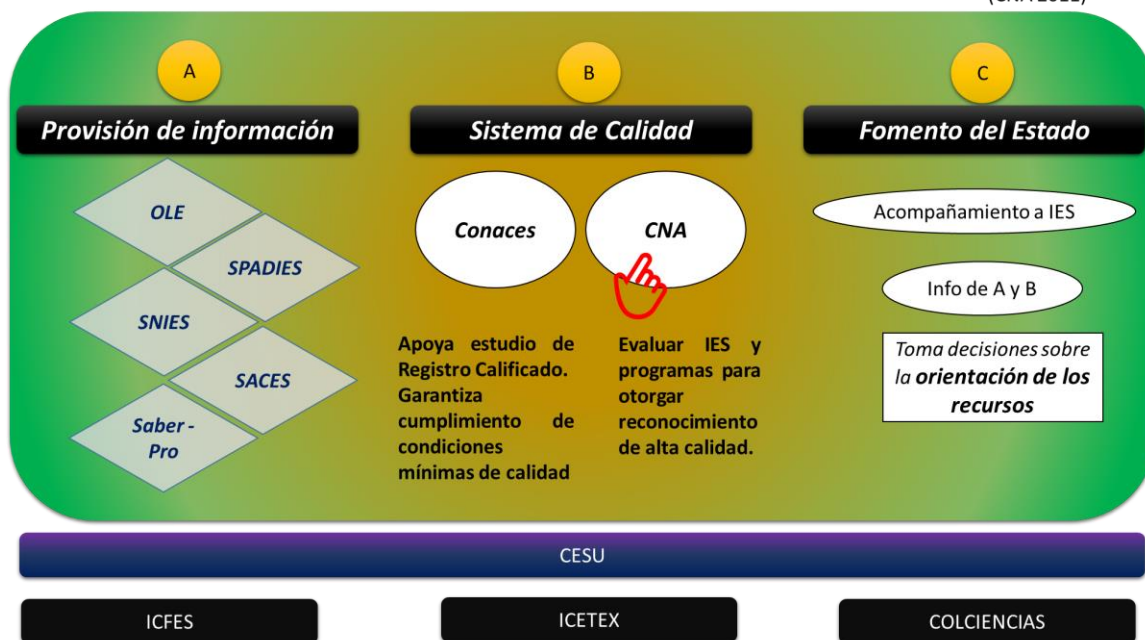 A
Provisión de información
OLE
SPADIES
SNIES
SACES
Saber -
Pro
B
Sistema de Calidad
Conaces
CNA
Apoya estudio de
Registro Calificado.
Garantiza
cumplimiento de
condiciones
mínimas de calidad
Evaluar IES y
programas para
otorgar
reconocimiento
de alta calidad.
C
Fomento del Estado
Acompañamiento a IES
Info de A y B
Toma decisiones sobre
la orientación de los
recursos
CESU
ICFES
ICETEX
COLCIENCIAS